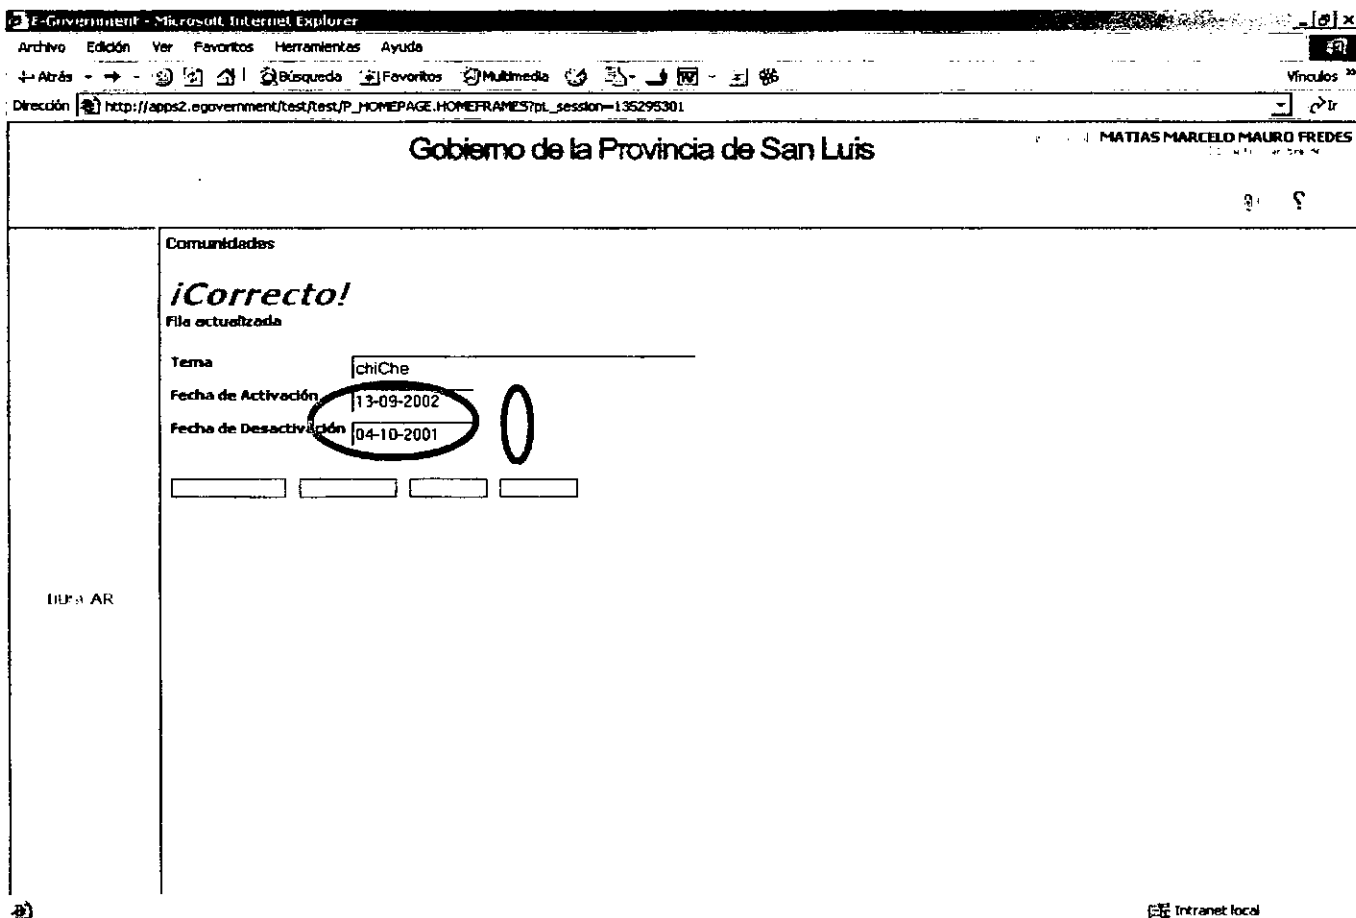 E-Government - Microsoft Internet Explorer
Archivo Edición Ver Favoritos Herramientas Ayuda
Atrás Búsqueda Favoritos Multimedia Vínculos »
Dirección http://apps2.egovernment/test/test/P_HOMEPAGE.HOMEFRAMES?pL_session=135295301 Ir
Gobierno de la Provincia de San Luis
MATIAS MARCELO MAURO FREDES
?
Comunidades
¡Correcto!
Fila actualizada
Tema chiChe
Fecha de Activación 13-09-2002
Fecha de Desactivación 04-10-2001
AR
Intranet local